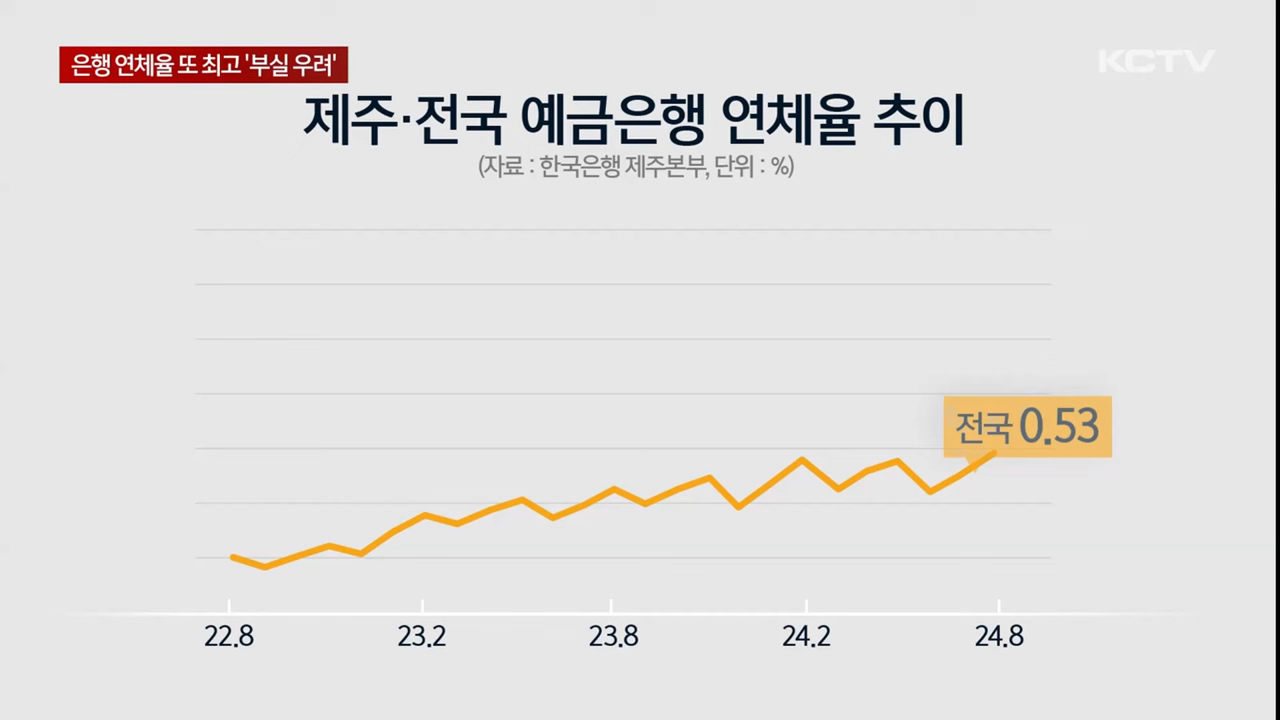 은행 연체율 또 최고 '부실 우려'
KCTV
제주·전국 예금은행 연체율 추이
(자료 : 한국은행 제주본부, 단위 : %)
전국 0.53
22.8 23.2 23.8 24.2 24.8